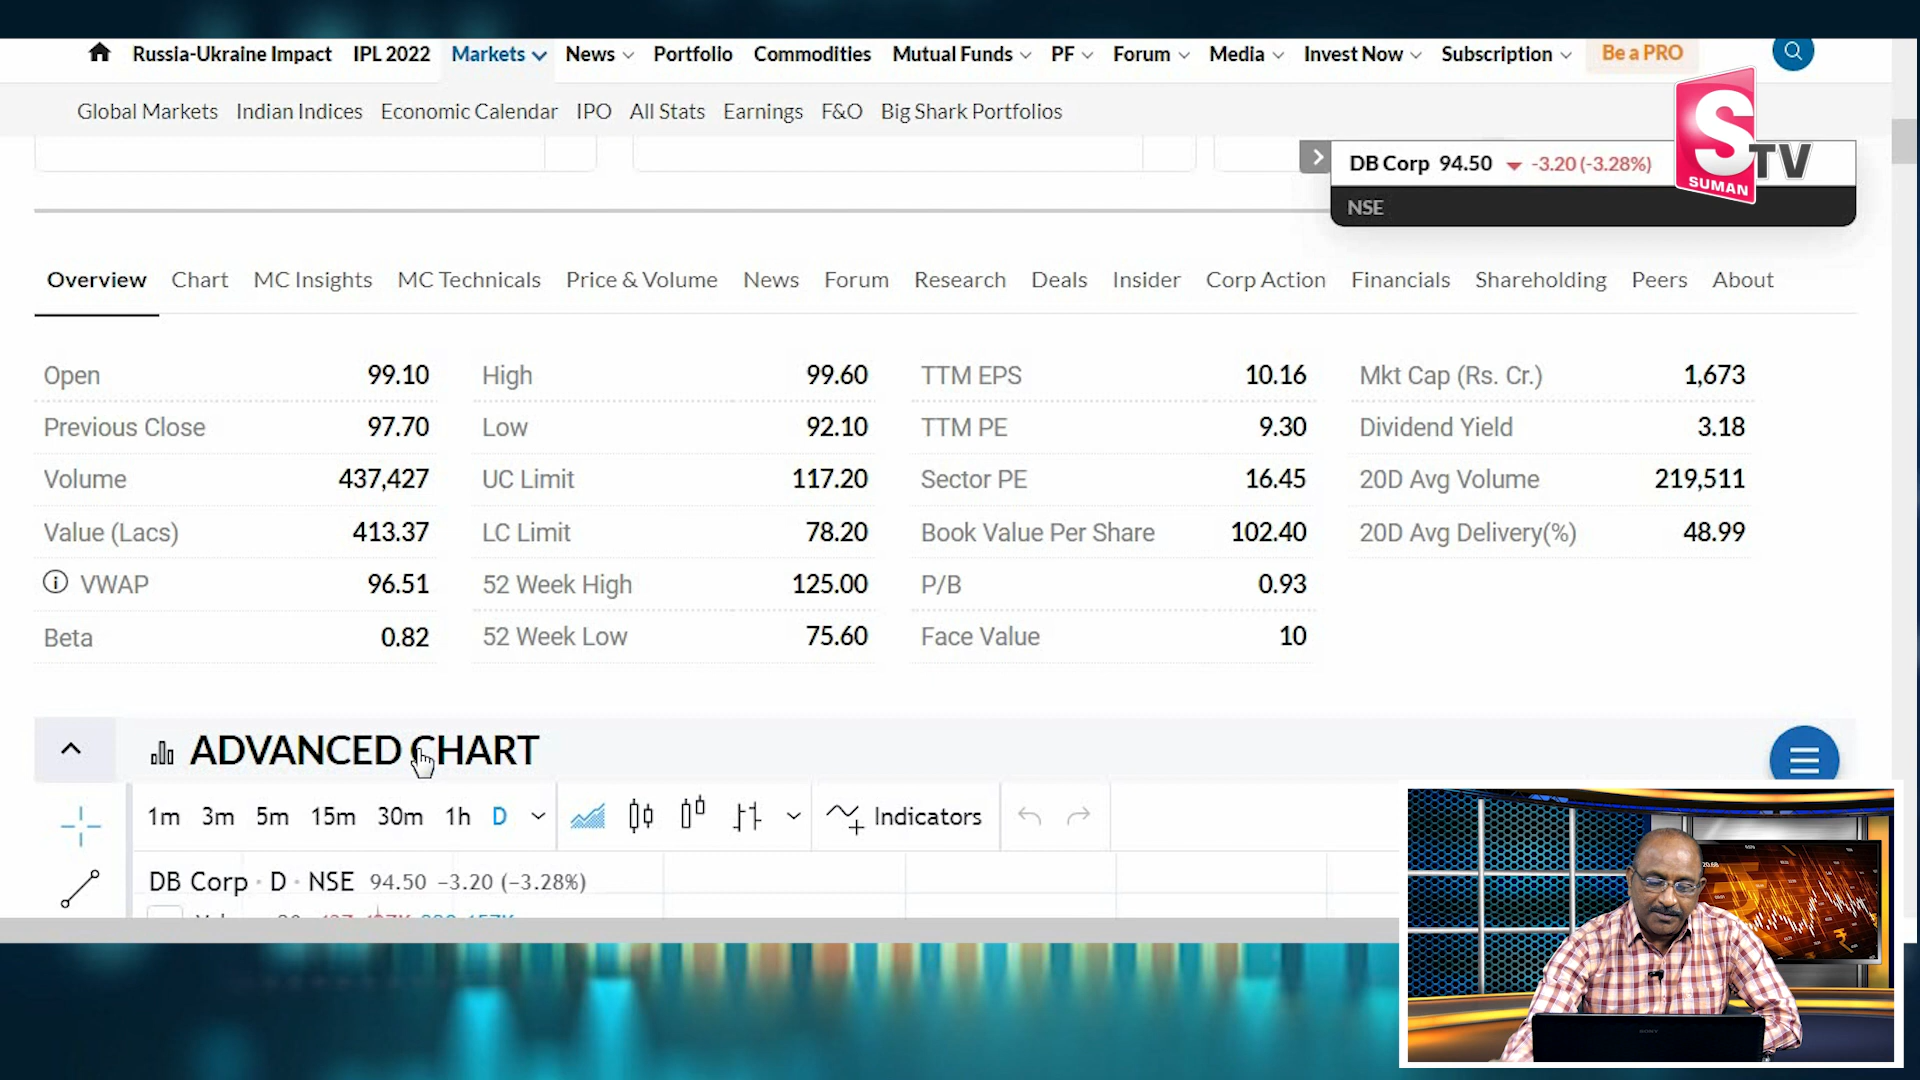 Russia-Ukraine Impact IPL 2022 Markets News Portfolio Commodities Mutual Funds PF Forum Media Invest Now Subscription Be a PRO
Global Markets Indian Indices Economic Calendar IPO All Stats Earnings F&O Big Shark Portfolios
S TV
SUMAN
DB Corp 94.50 -3.20 (-3.28%)
NSE
Overview Chart MC Insights MC Technicals Price & Volume News Forum Research Deals Insider Corp Action Financials Shareholding Peers About
Open 99.10 High 99.60 TTM EPS 10.16 Mkt Cap (Rs. Cr.) 1,673
Previous Close 97.70 Low 92.10 TTM PE 9.30 Dividend Yield 3.18
Volume 437,427 UC Limit 117.20 Sector PE 16.45 20D Avg Volume 219,511
Value (Lacs) 413.37 LC Limit 78.20 Book Value Per Share 102.40 20D Avg Delivery(%) 48.99
VWAP 96.51 52 Week High 125.00 P/B 0.93
Beta 0.82 52 Week Low 75.60 Face Value 10
ADVANCED CHART
1m 3m 5m 15m 30m 1h D Indicators
DB Corp · D · NSE 94.50 −3.20 (−3.28%)
SONY